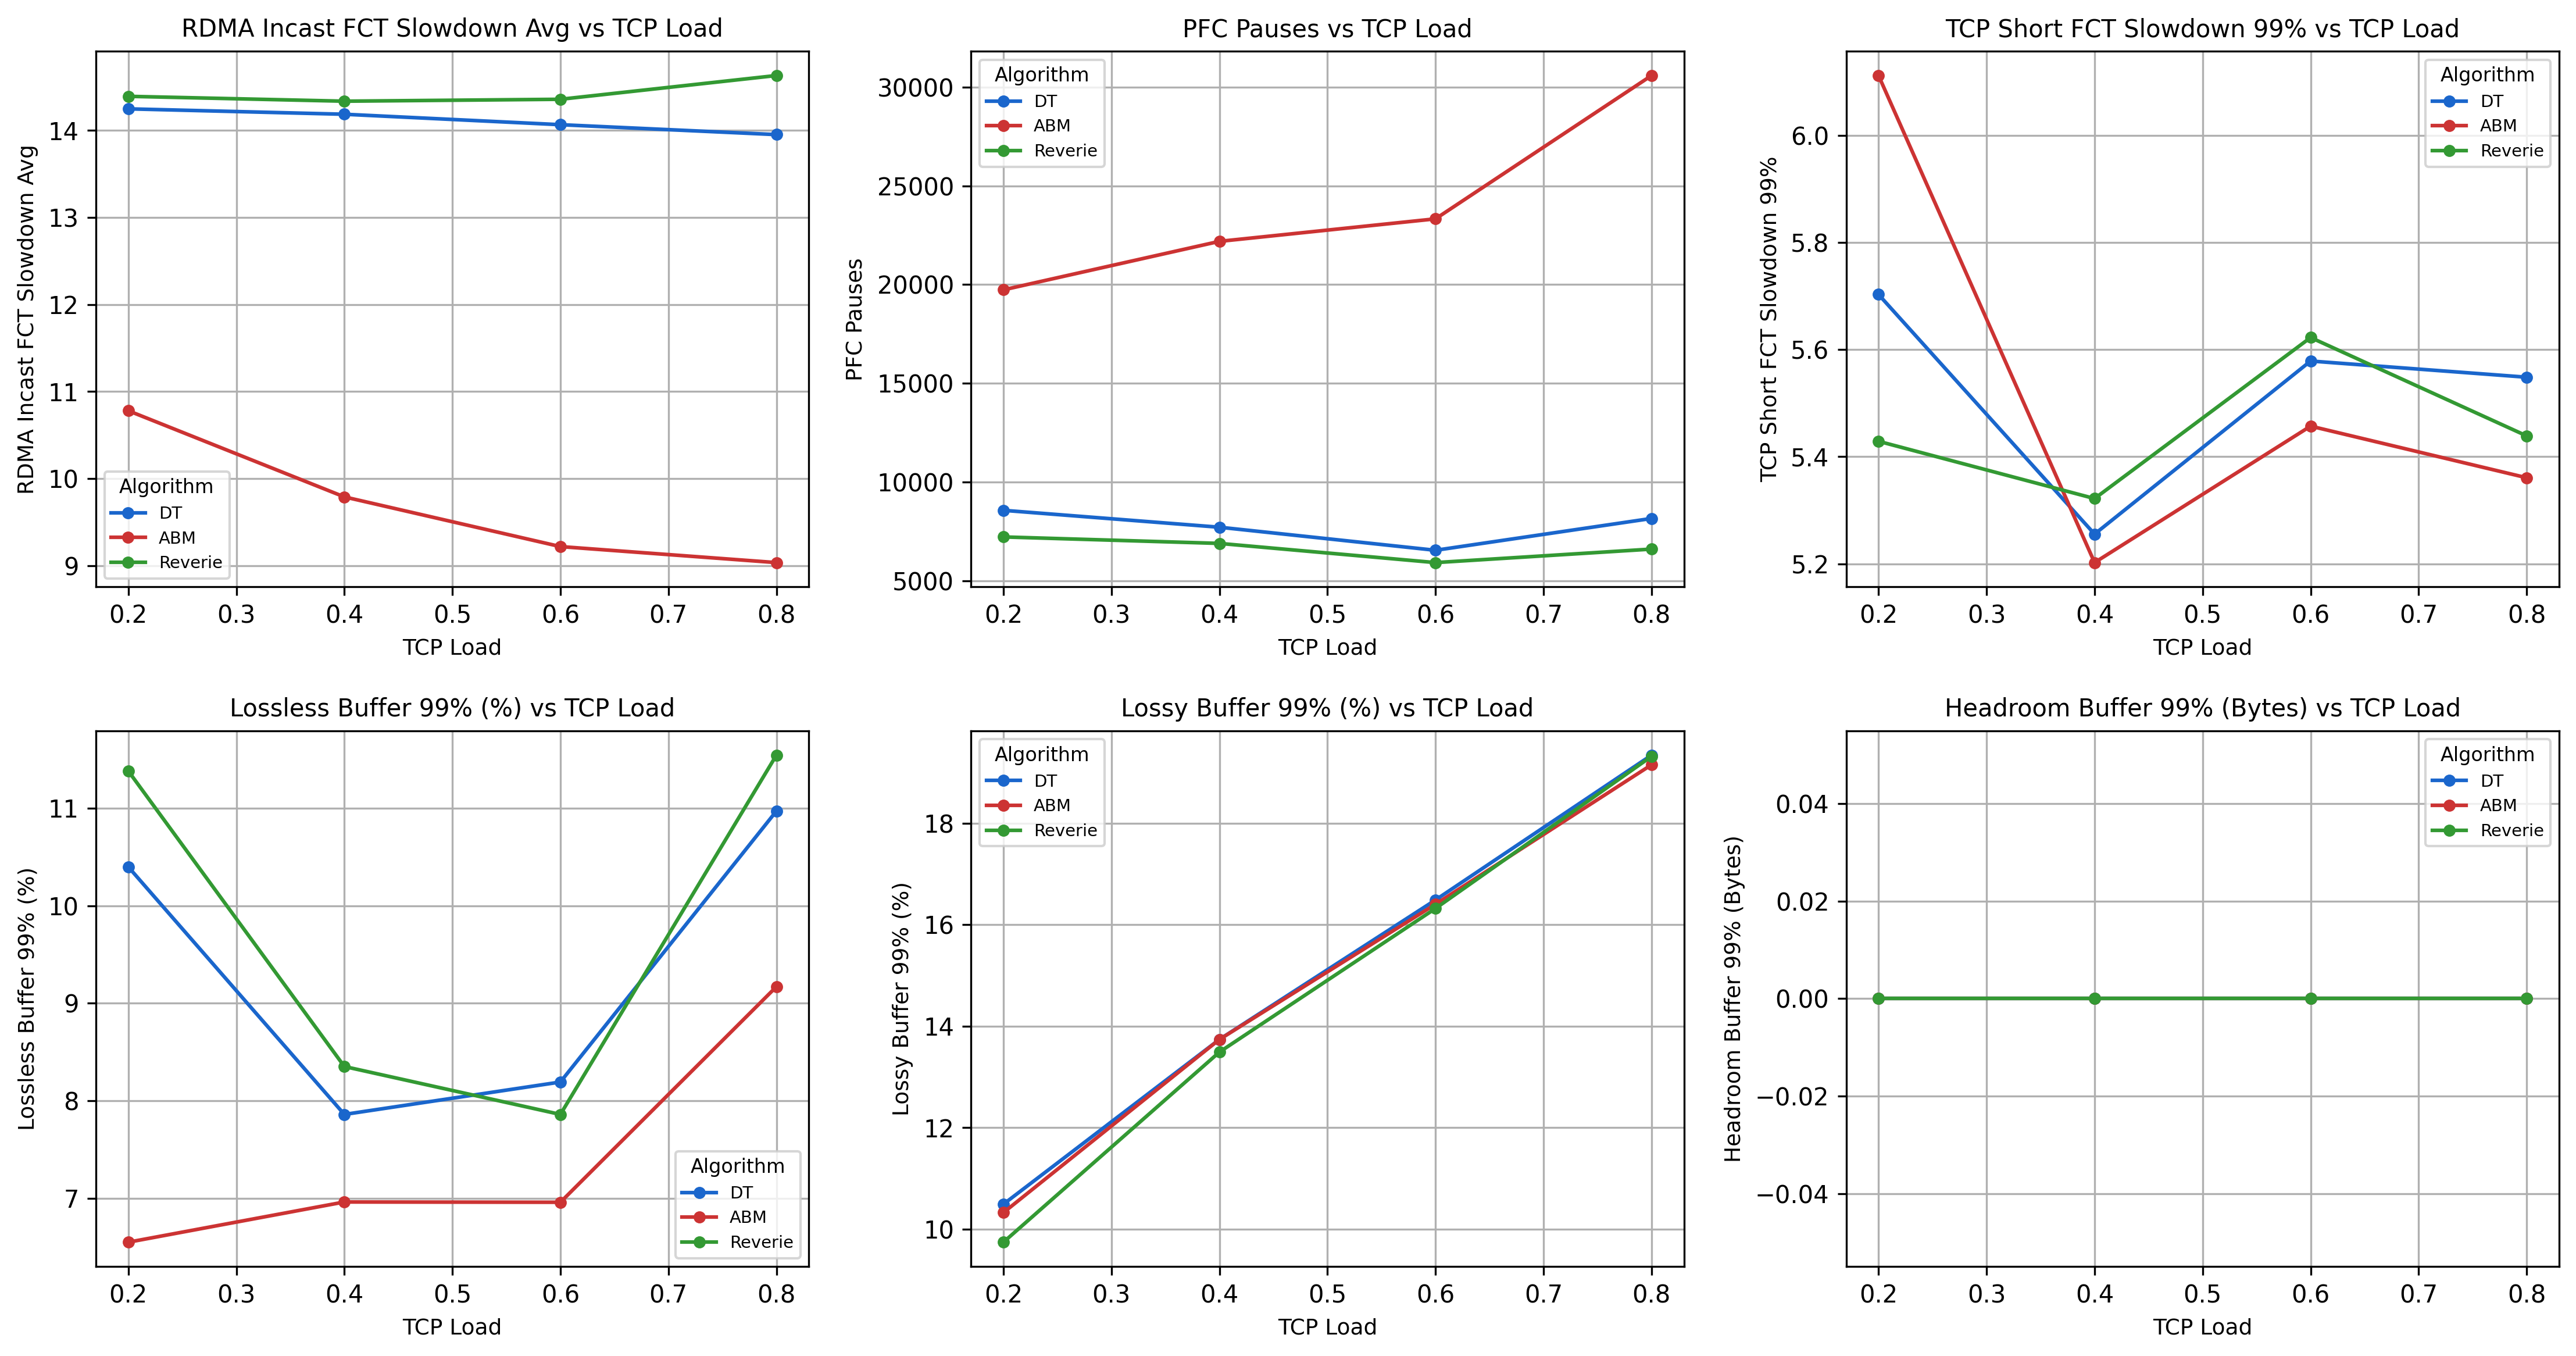 RDMA Incast FCT Slowdown Avg vs TCP Load
RDMA Incast FCT Slowdown Avg
14
13
12
11
10
9
Algorithm
DT
ABM
Reverie
0.2 0.3 0.4 0.5 0.6 0.7 0.8
TCP Load
PFC Pauses vs TCP Load
PFC Pauses
30000
25000
20000
15000
10000
5000
Algorithm
DT
ABM
Reverie
0.2 0.3 0.4 0.5 0.6 0.7 0.8
TCP Load
TCP Short FCT Slowdown 99% vs TCP Load
TCP Short FCT Slowdown 99%
6.0
5.8
5.6
5.4
5.2
Algorithm
DT
ABM
Reverie
0.2 0.3 0.4 0.5 0.6 0.7 0.8
TCP Load
Lossless Buffer 99% (%) vs TCP Load
Lossless Buffer 99% (%)
11
10
9
8
7
Algorithm
DT
ABM
Reverie
0.2 0.3 0.4 0.5 0.6 0.7 0.8
TCP Load
Lossy Buffer 99% (%) vs TCP Load
Lossy Buffer 99% (%)
18
16
14
12
10
Algorithm
DT
ABM
Reverie
0.2 0.3 0.4 0.5 0.6 0.7 0.8
TCP Load
Headroom Buffer 99% (Bytes) vs TCP Load
Headroom Buffer 99% (Bytes)
0.04
0.02
0.00
−0.02
−0.04
Algorithm
DT
ABM
Reverie
0.2 0.3 0.4 0.5 0.6 0.7 0.8
TCP Load